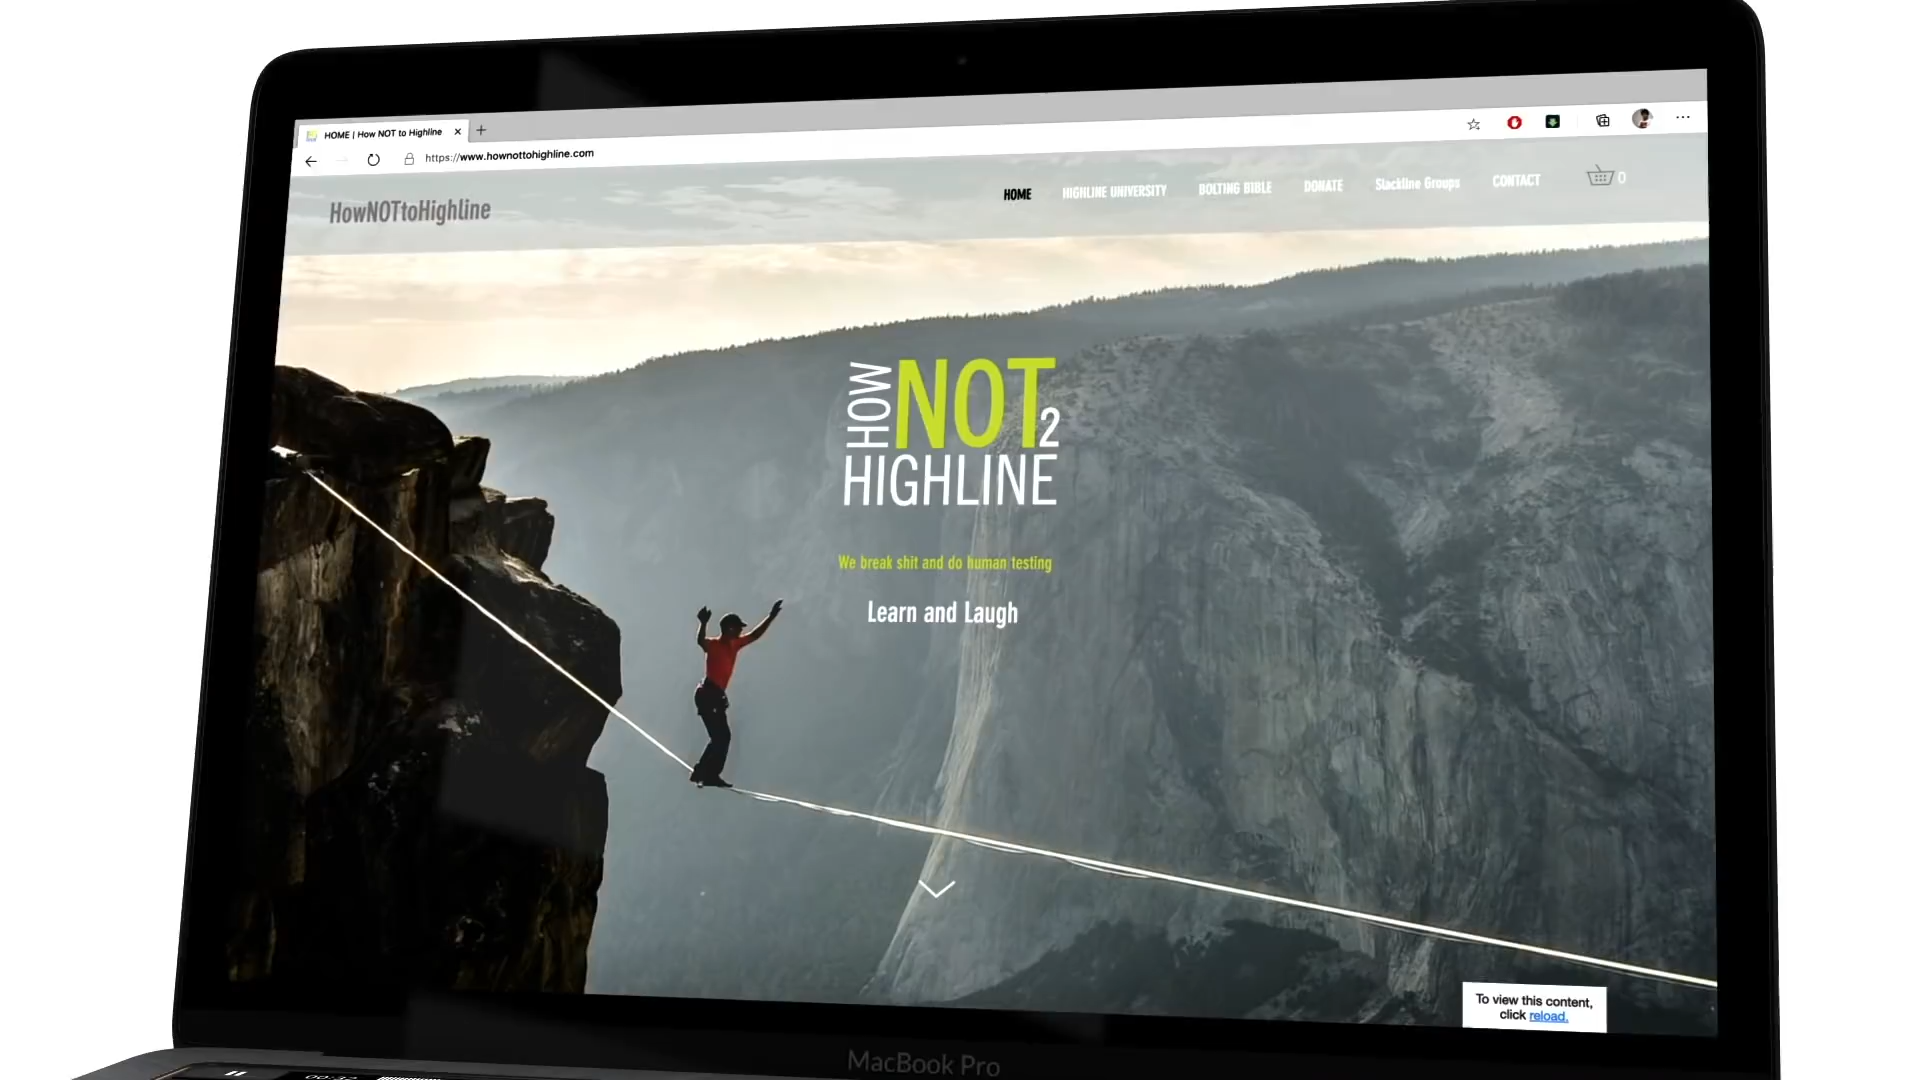 HOME | How NOT to Highline
https://www.hownottohighline.com
HowNOTtoHighline
HOME HIGHLINE UNIVERSITY BOLTING BIBLE DONATE Slackline Groups CONTACT 0
HOW NOT 2
HIGHLINE
We break shit and do human testing
Learn and Laugh
To view this content,
click reload.
MacBook Pro
00:32